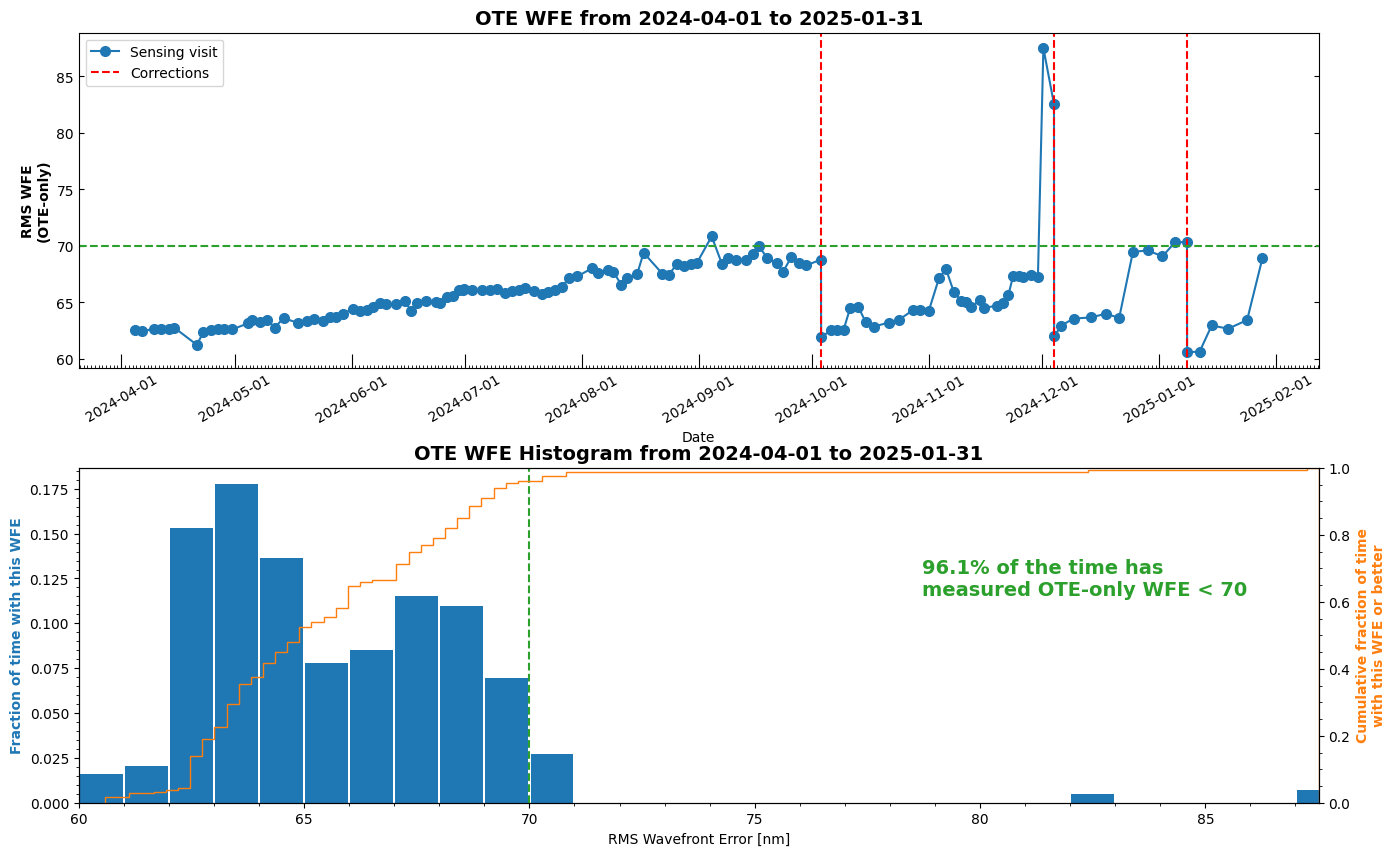 OTE WFE from 2024-04-01 to 2025-01-31
Sensing visit
Corrections
RMS WFE
(OTE-only)
85
80
75
70
65
60
2024-04-01
2024-05-01
2024-06-01
2024-07-01
2024-08-01
2024-09-01
2024-10-01
2024-11-01
2024-12-01
2025-01-01
2025-02-01
Date
OTE WFE Histogram from 2024-04-01 to 2025-01-31
Fraction of time with this WFE
0.175
0.150
0.125
0.100
0.075
0.050
0.025
0.000
96.1% of the time has
measured OTE-only WFE < 70
1.0
0.8
0.6
0.4
0.2
0.0
Cumulative fraction of time
with this WFE or better
60
65
70
75
80
85
RMS Wavefront Error [nm]